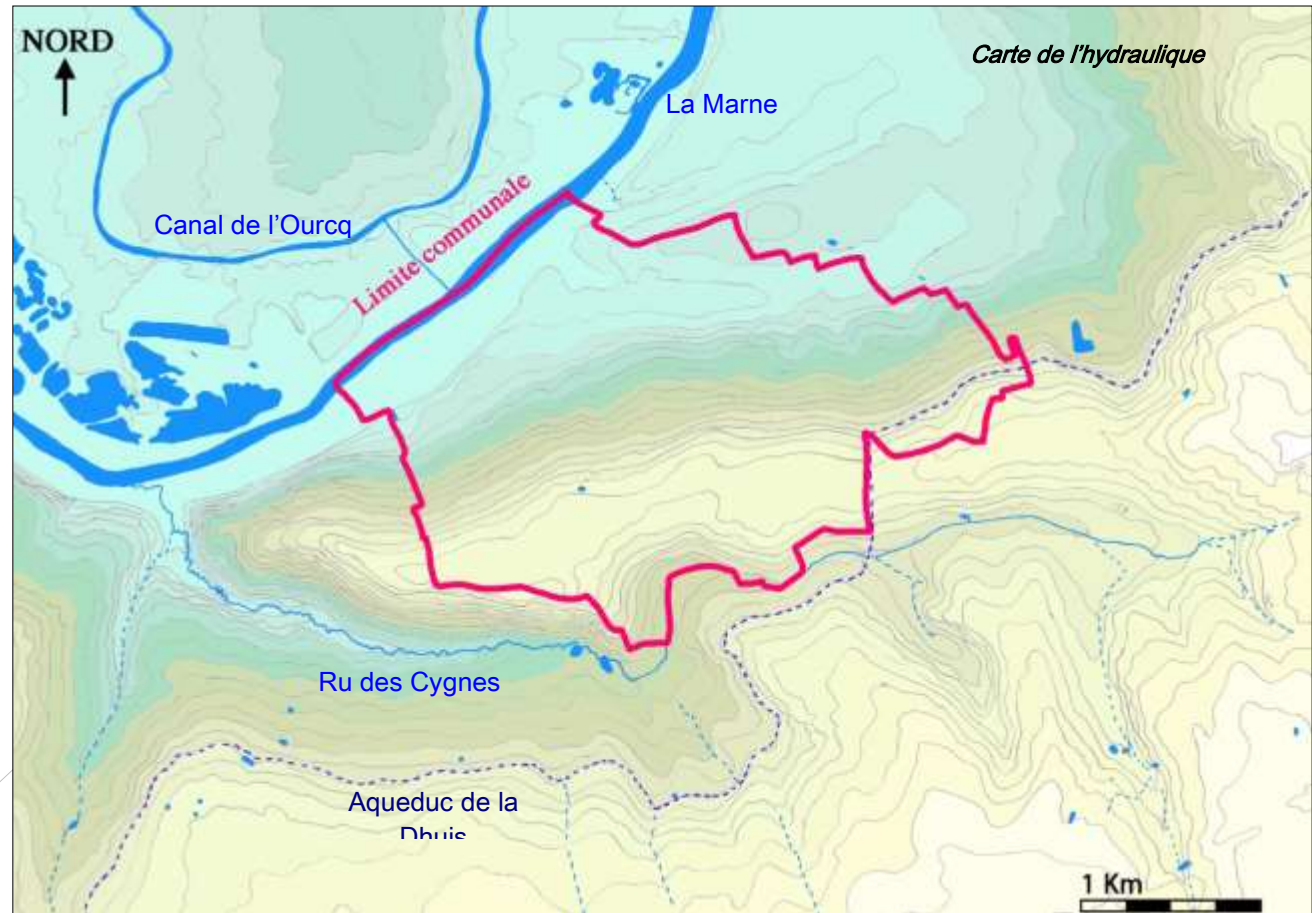 NORD
Carte de l'hydraulique
La Marne
Canal de l'Ourcq
Limite communale
Ru des Cygnes
Aqueduc de la
Dhuis
1 Km